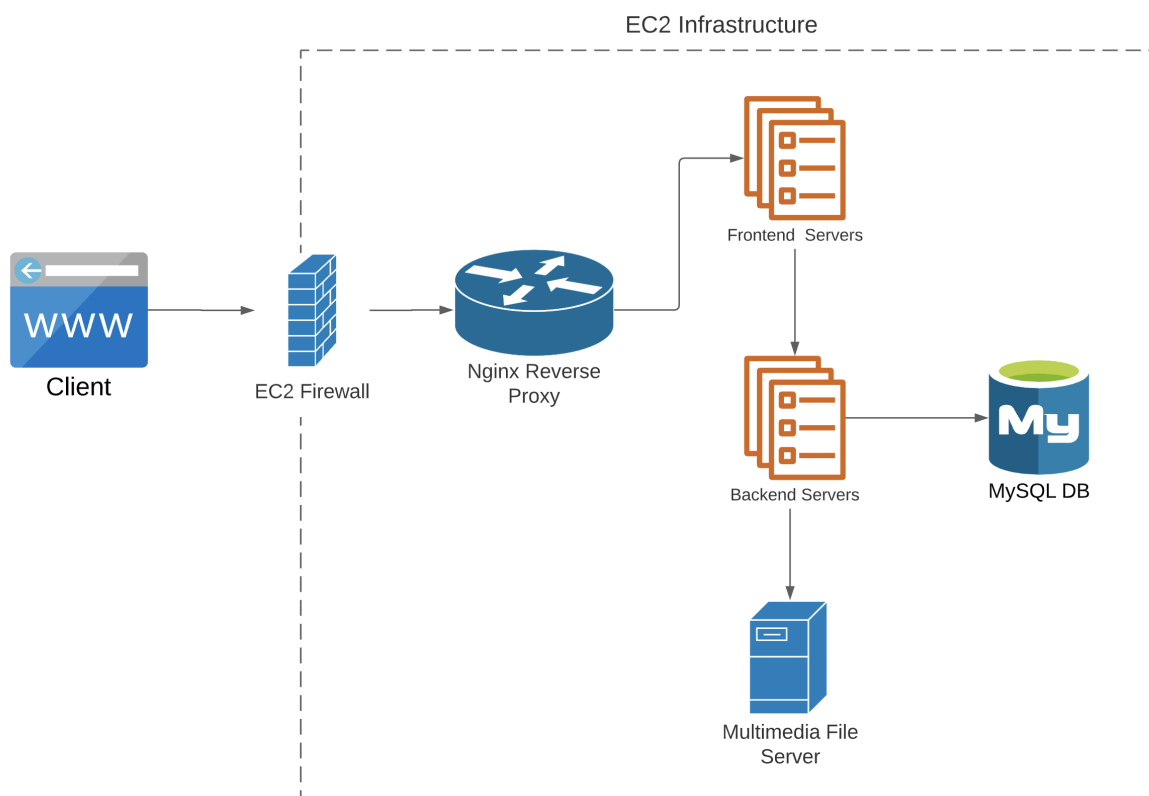 EC2 Infrastructure
Frontend Servers
WWW
Client
EC2 Firewall
Nginx Reverse
Proxy
Backend Servers
My
MySQL DB
Multimedia File
Server